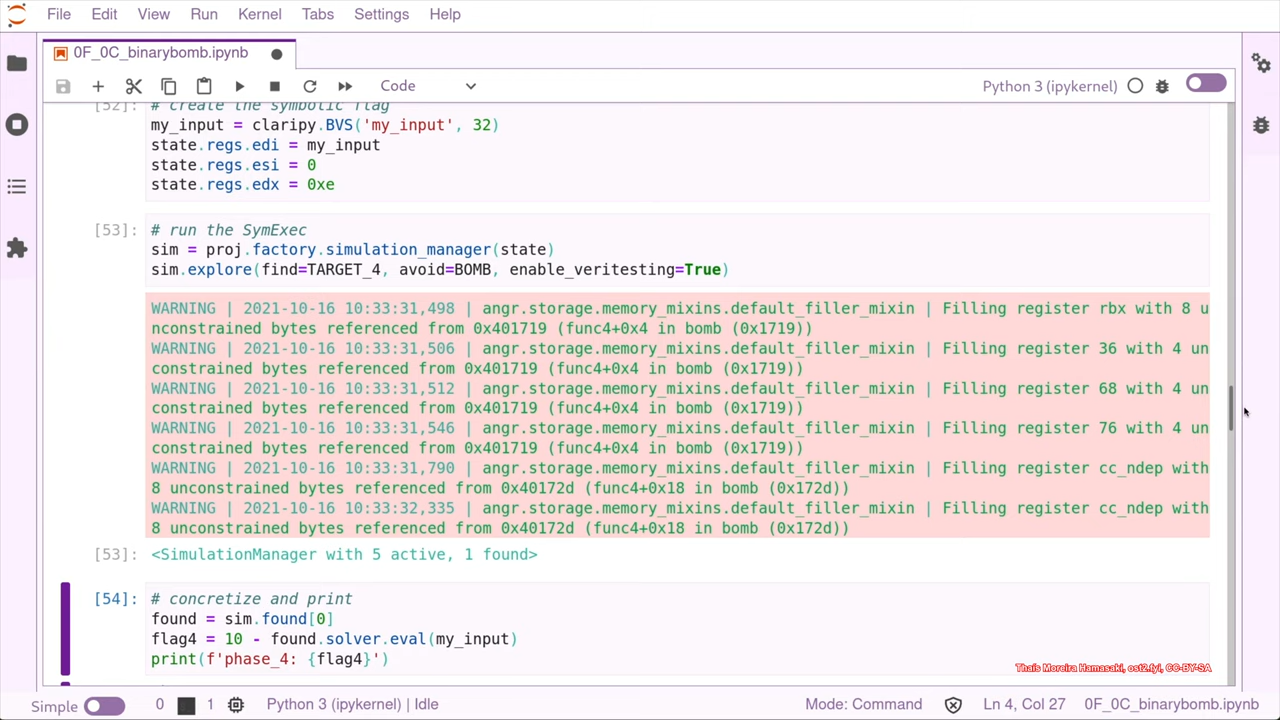 File Edit View Run Kernel Tabs Settings Help
0F_0C_binarybomb.ipynb
Code
Python 3 (ipykernel)
[52]: # create the symbolic flag
my_input = claripy.BVS('my_input', 32)
state.regs.edi = my_input
state.regs.esi = 0
state.regs.edx = 0xe
[53]: # run the SymExec
sim = proj.factory.simulation_manager(state)
sim.explore(find=TARGET_4, avoid=BOMB, enable_veritesting=True)
WARNING | 2021-10-16 10:33:31,498 | angr.storage.memory_mixins.default_filler_mixin | Filling register rbx with 8 u
nconstrained bytes referenced from 0x401719 (func4+0x4 in bomb (0x1719))
WARNING | 2021-10-16 10:33:31,506 | angr.storage.memory_mixins.default_filler_mixin | Filling register 36 with 4 un
constrained bytes referenced from 0x401719 (func4+0x4 in bomb (0x1719))
WARNING | 2021-10-16 10:33:31,512 | angr.storage.memory_mixins.default_filler_mixin | Filling register 68 with 4 un
constrained bytes referenced from 0x401719 (func4+0x4 in bomb (0x1719))
WARNING | 2021-10-16 10:33:31,546 | angr.storage.memory_mixins.default_filler_mixin | Filling register 76 with 4 un
constrained bytes referenced from 0x401719 (func4+0x4 in bomb (0x1719))
WARNING | 2021-10-16 10:33:31,790 | angr.storage.memory_mixins.default_filler_mixin | Filling register cc_ndep with
8 unconstrained bytes referenced from 0x40172d (func4+0x18 in bomb (0x172d))
WARNING | 2021-10-16 10:33:32,335 | angr.storage.memory_mixins.default_filler_mixin | Filling register cc_ndep with
8 unconstrained bytes referenced from 0x40172d (func4+0x18 in bomb (0x172d))
[53]: <SimulationManager with 5 active, 1 found>
[54]: # concretize and print
found = sim.found[0]
flag4 = 10 - found.solver.eval(my_input)
print(f'phase_4: {flag4}')
Thais Moreira Hamasaki, ost2.fyi, CC-BY-SA
Simple 0 1 Python 3 (ipykernel) | Idle Mode: Command Ln 4, Col 27 0F_0C_binarybomb.ipynb